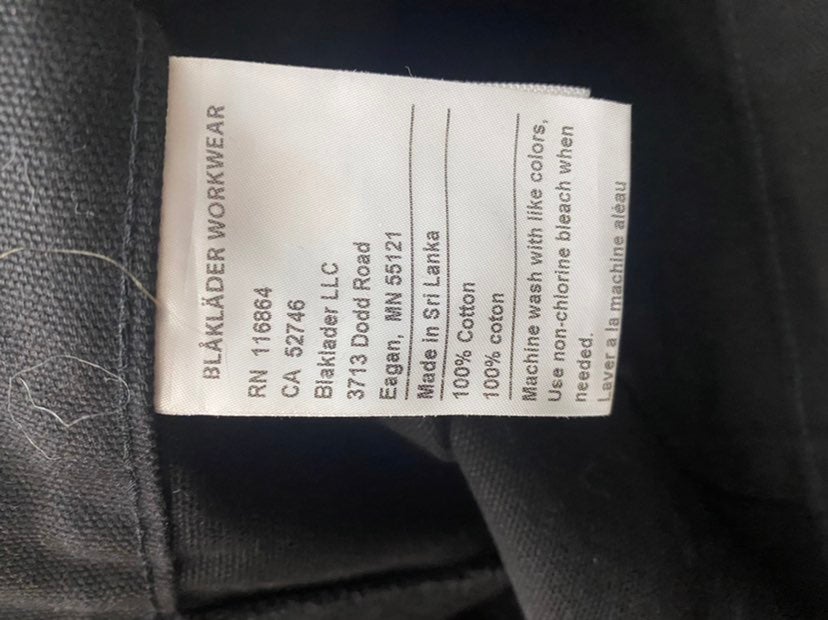 BLÅKLÄDER WORKWEAR
RN 116864
CA 52746
Blaklader LLC
3713 Dodd Road
Eagan, MN 55121
Made in Sri Lanka
100% Cotton
100% coton
Machine wash with like colors,
Use non-chlorine bleach when
needed.
Laver a la machine aléau